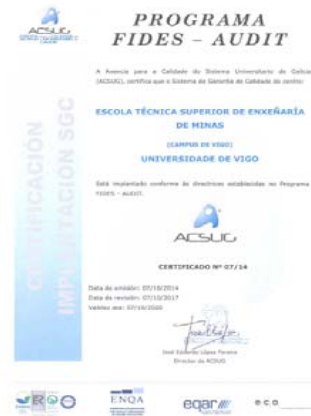 ACSUG
PROGRAMA
FIDES – AUDIT
A Axencia para a Calidade do Sistema Universitario de Galicia
(ACSUG), certifica que o Sistema de Garantía de Calidade do centro:
ESCOLA TÉCNICA SUPERIOR DE ENXEÑARÍA
DE MINAS
(CAMPUS DE VIGO)
UNIVERSIDADE DE VIGO
Está implantado conforme ás directrices establecidas no Programa
FIDES – AUDIT.
ACSUG
CERTIFICADO Nº 07/14
Data de emisión: 07/10/2014
Data de revisión: 07/10/2017
Válido ata: 07/10/2020
José Eduardo López Pereira
Director da ACSUG
CERTIFICACIÓN
IMPLANTACIÓN SGC
ENQA
eqar
e c a